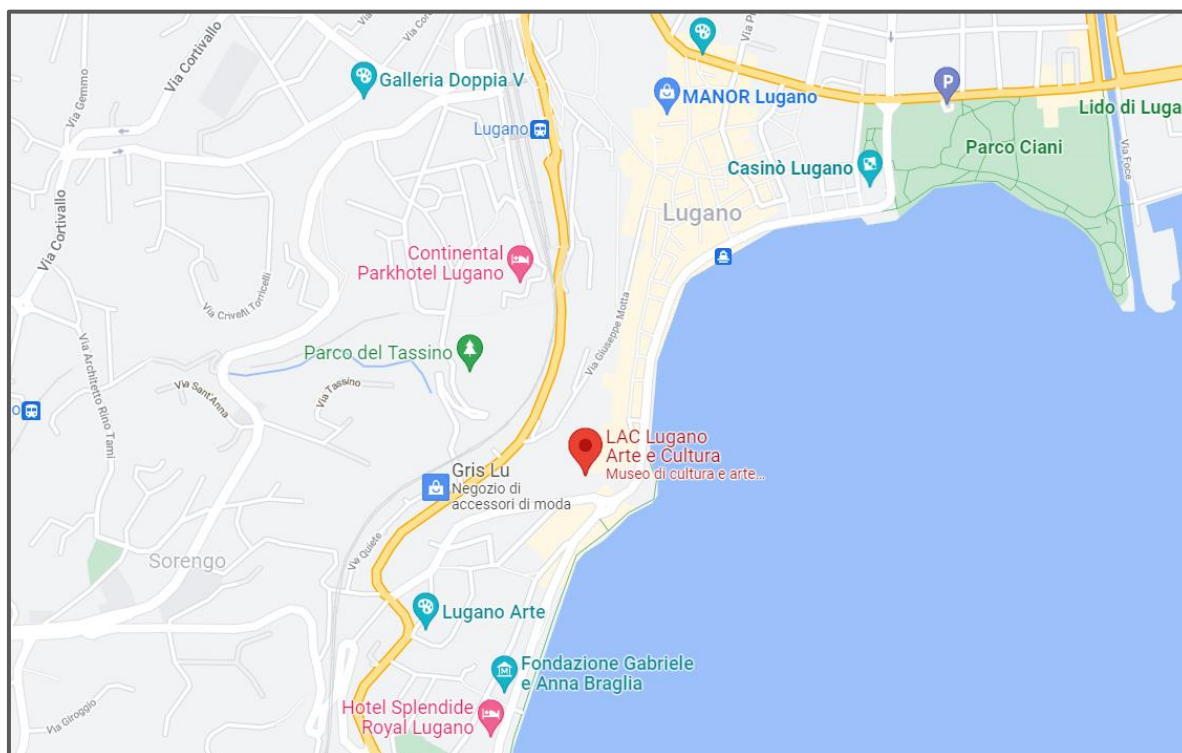 Via Cortivallo
Via Gemmo
Galleria Doppia V
Lugano
MANOR Lugano
P
Lido di Luga
Parco Ciani
Via Foce
Casinò Lugano
Lugano
Via Cortivallo
Continental
Parkhotel Lugano
Via Crivelli Torricelli
Via Giuseppe Motta
Parco del Tassino
Via Architetto Rino Tami
Via Sant'Anna
Via Tassino
LAC Lugano
Arte e Cultura
Museo di cultura e arte...
Gris Lu
Negozio di
accessori di moda
Via Quiete
Sorengo
Lugano Arte
Fondazione Gabriele
e Anna Braglia
Hotel Splendide
Royal Lugano
Via Giroggio